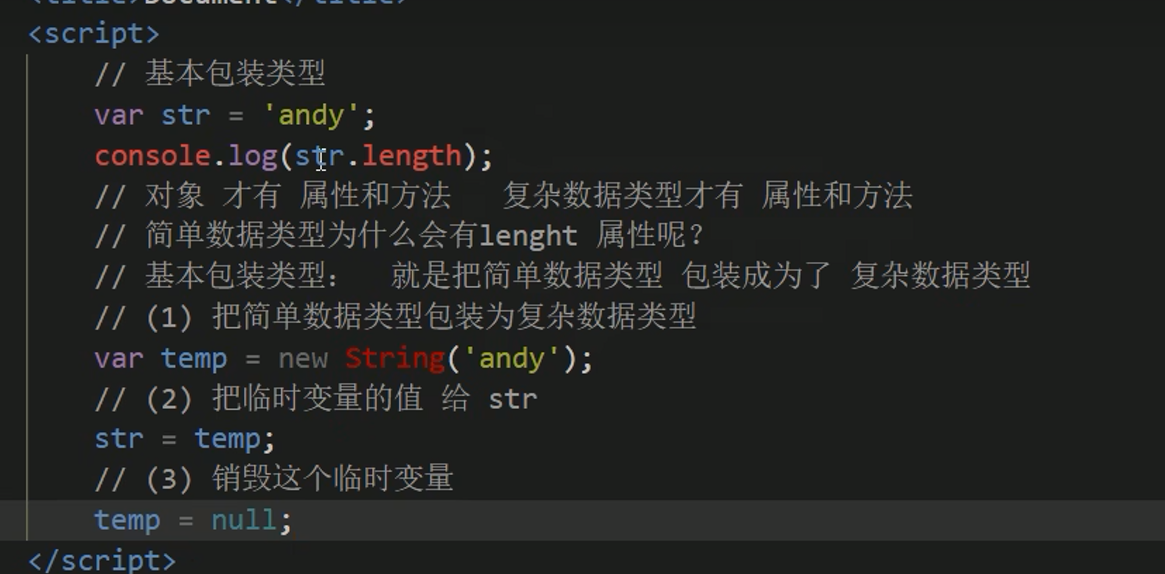 <title>Document</title>
<script>
// 基本包装类型
var str = 'andy';
console.log(str.length);
// 对象 才有 属性和方法   复杂数据类型才有 属性和方法
// 简单数据类型为什么会有lenght 属性呢？
// 基本包装类型：  就是把简单数据类型 包装成为了 复杂数据类型
// (1) 把简单数据类型包装为复杂数据类型
var temp = new String('andy');
// (2) 把临时变量的值 给 str
str = temp;
// (3) 销毁这个临时变量
temp = null;
</script>